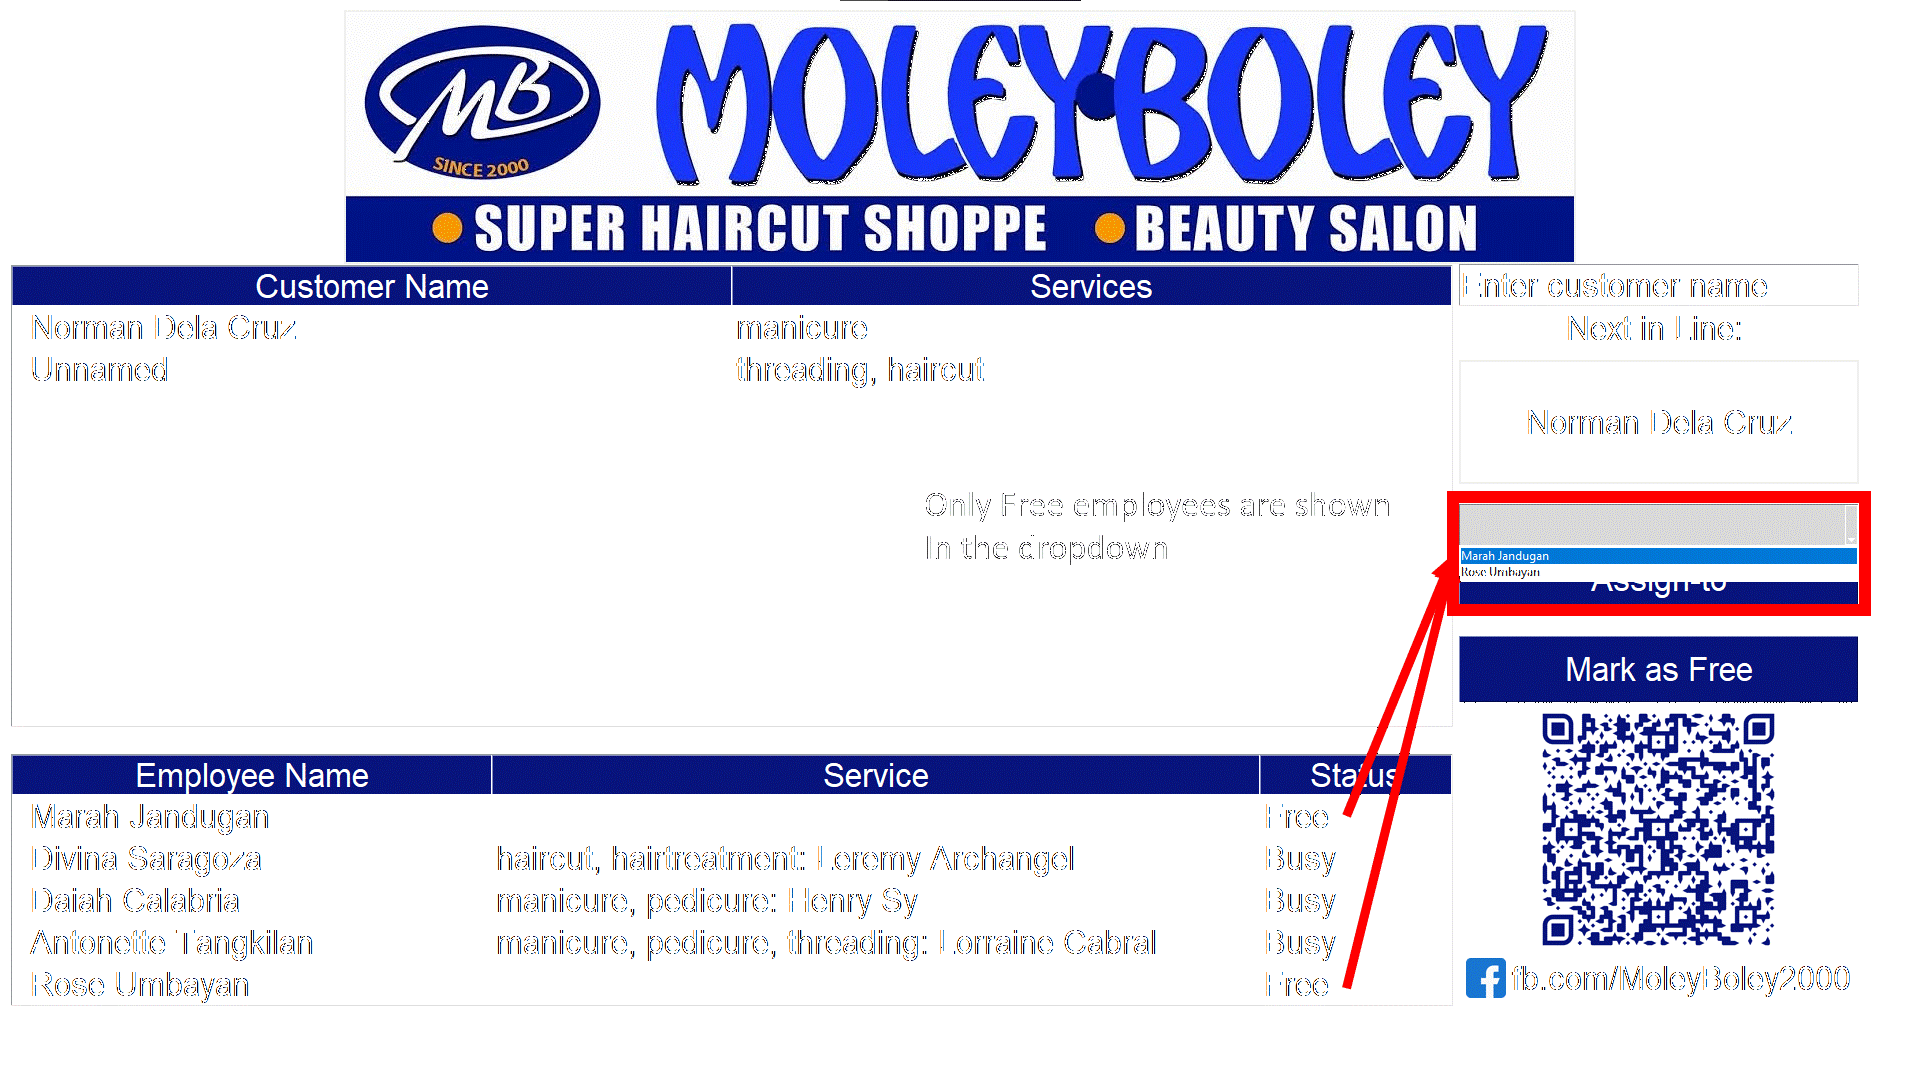 MB
SINCE 2000
MOLEY BOLEY
SUPER HAIRCUT SHOPPE BEAUTY SALON
Customer Name Services
Norman Dela Cruz manicure
Unnamed threading, haircut
Enter customer name
Next in Line:
Norman Dela Cruz
Only Free employees are shown
In the dropdown
Marah Jandugan
Rose Umbayan
Assign-to
Mark as Free
Employee Name Service Status
Marah Jandugan Free
Divina Saragoza haircut, hairtreatment: Leremy Archangel Busy
Daiah Calabria manicure, pedicure: Henry Sy Busy
Antonette Tangkilan manicure, pedicure, threading: Lorraine Cabral Busy
Rose Umbayan Free
fb.com/MoleyBoley2000